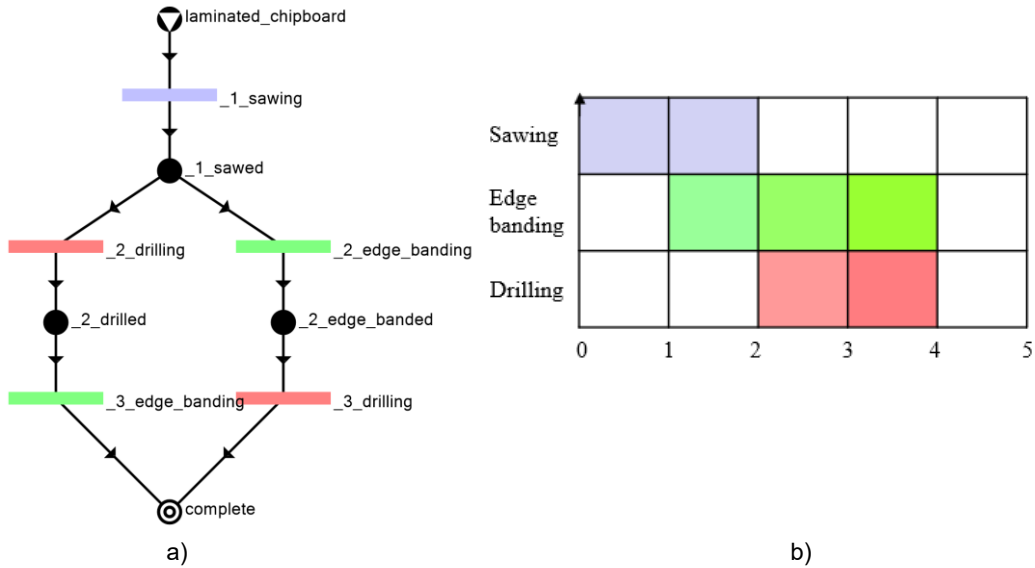 laminated_chipboard
_1_sawing
_1_sawed
_2_drilling
_2_edge_banding
_2_drilled
_2_edge_banded
_3_edge_banding
_3_drilling
complete
a)
Sawing
Edge
banding
Drilling
0 1 2 3 4 5
b)